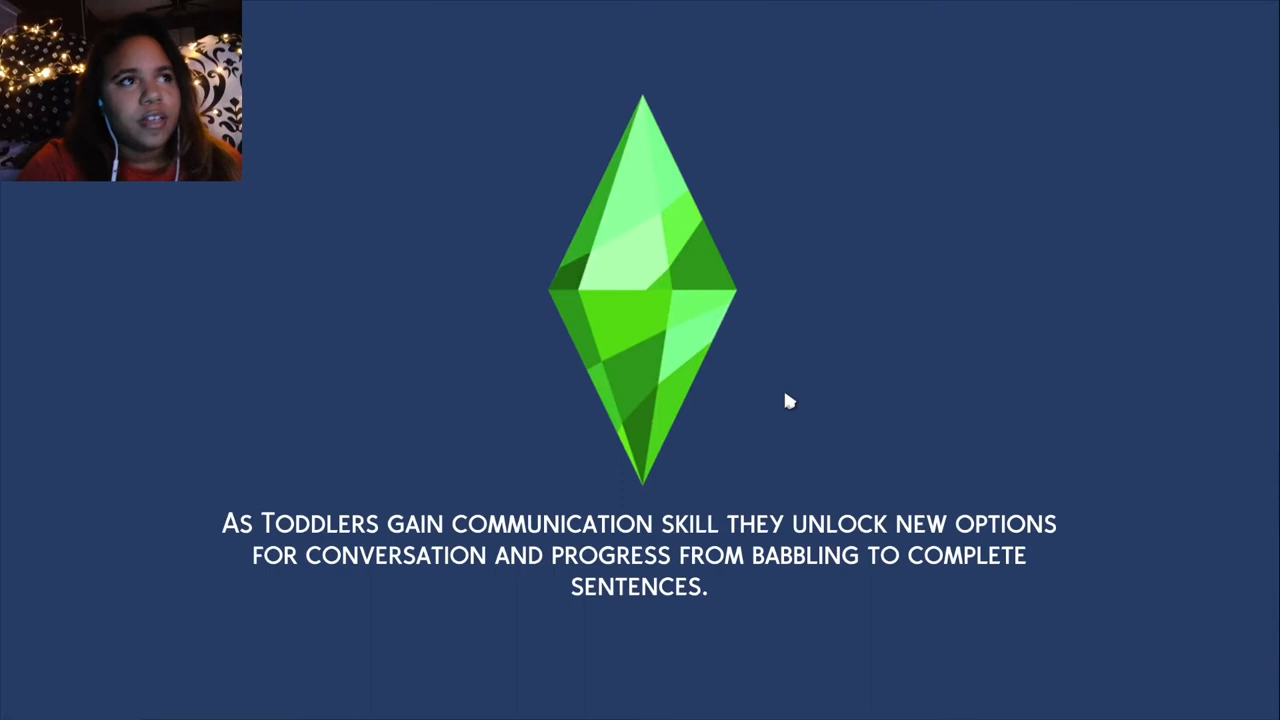 As Toddlers gain communication skill they unlock new options
for conversation and progress from babbling to complete
sentences.